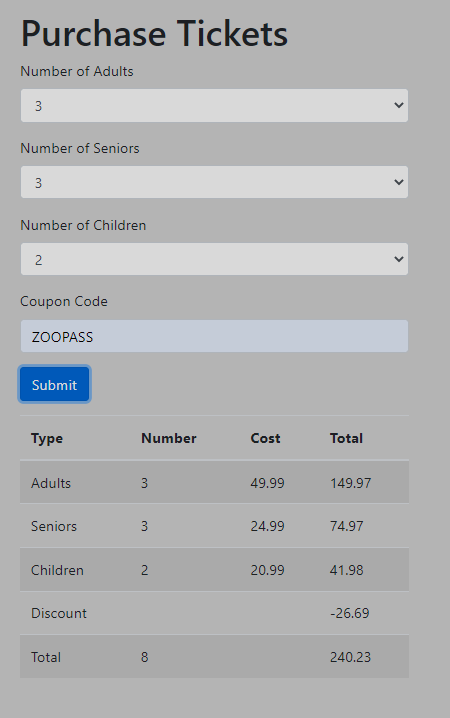 Purchase Tickets
Number of Adults
3
Number of Seniors
3
Number of Children
2
Coupon Code
ZOOPASS
Submit
Type Number Cost Total
Adults 3 49.99 149.97
Seniors 3 24.99 74.97
Children 2 20.99 41.98
Discount -26.69
Total 8 240.23